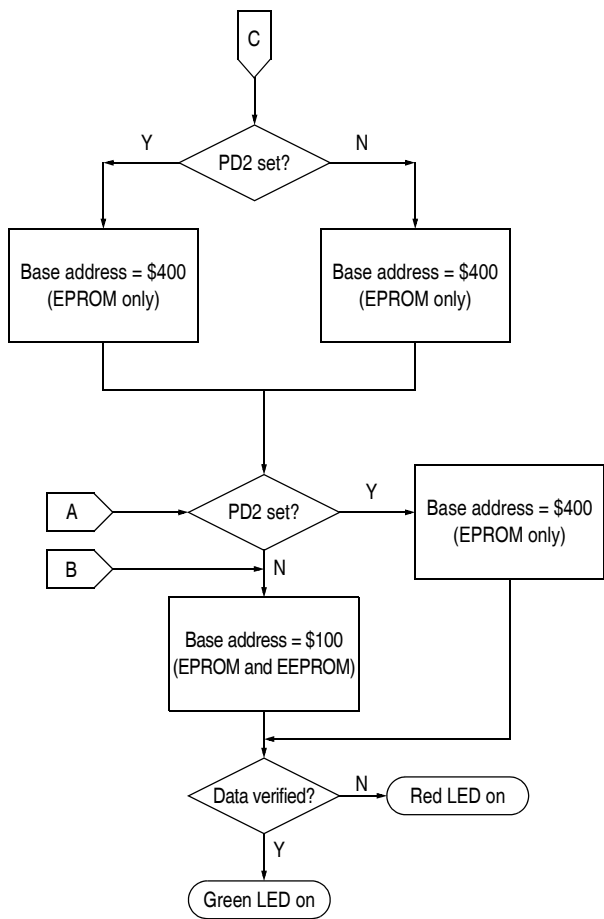 C
Y
N
PD2 set?
Base address = $400
(EPROM only)
Base address = $400
(EPROM only)
A
PD2 set?
Y
Base address = $400
(EPROM only)
B
N
Base address = $100
(EPROM and EEPROM)
Data verified?
N
Red LED on
Y
Green LED on